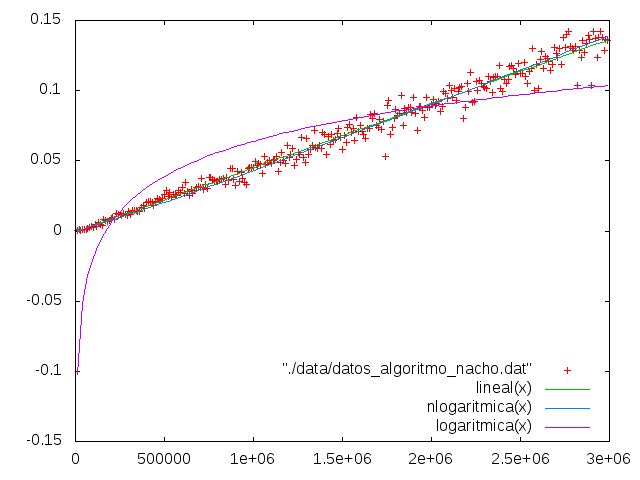 0.15
0.1
0.05
0
-0.05
-0.1
-0.15
"./data/datos_algoritmo_nacho.dat"
lineal(x)
nlogaritmica(x)
logaritmica(x)
0 500000 1e+06 1.5e+06 2e+06 2.5e+06 3e+06